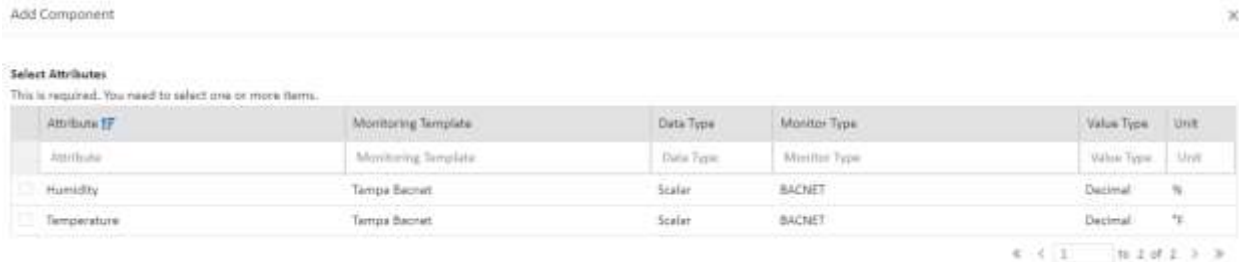 Add Component ×
Select Attributes
This is required. You need to select one or more items.
Attribute Monitoring Template Data Type Monitor Type Value Type Unit
Attribute Monitoring Template Data Type Monitor Type Value Type Unit
Humidity Tampa Bacnet Scalar BACNET Decimal %
Temperature Tampa Bacnet Scalar BACNET Decimal °F
« < 1 to 2 of 2 > »